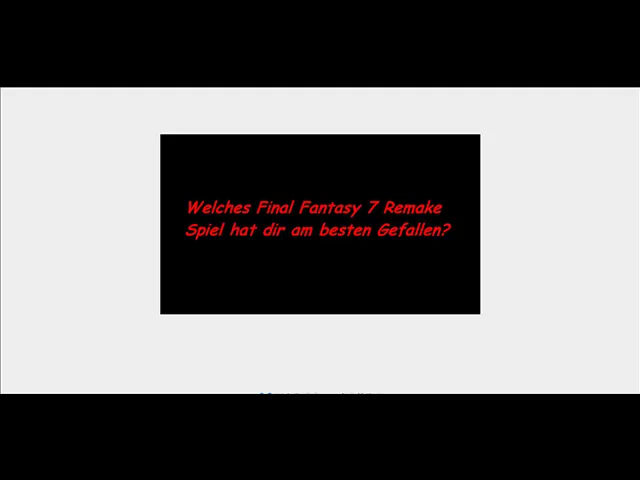 Welches Final Fantasy 7 Remake
Spiel hat dir am besten Gefallen?